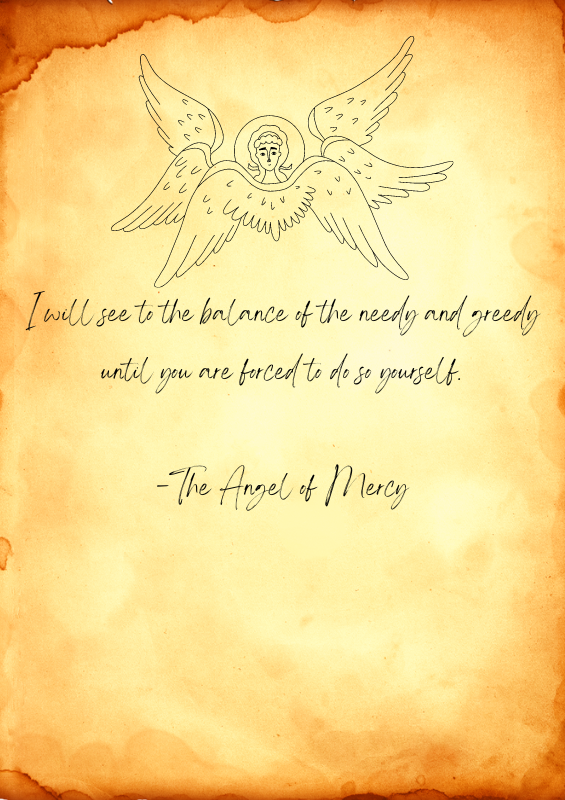 I will see to the balance of the needy and greedy
until you are forced to do so yourself.
-The Angel of Mercy